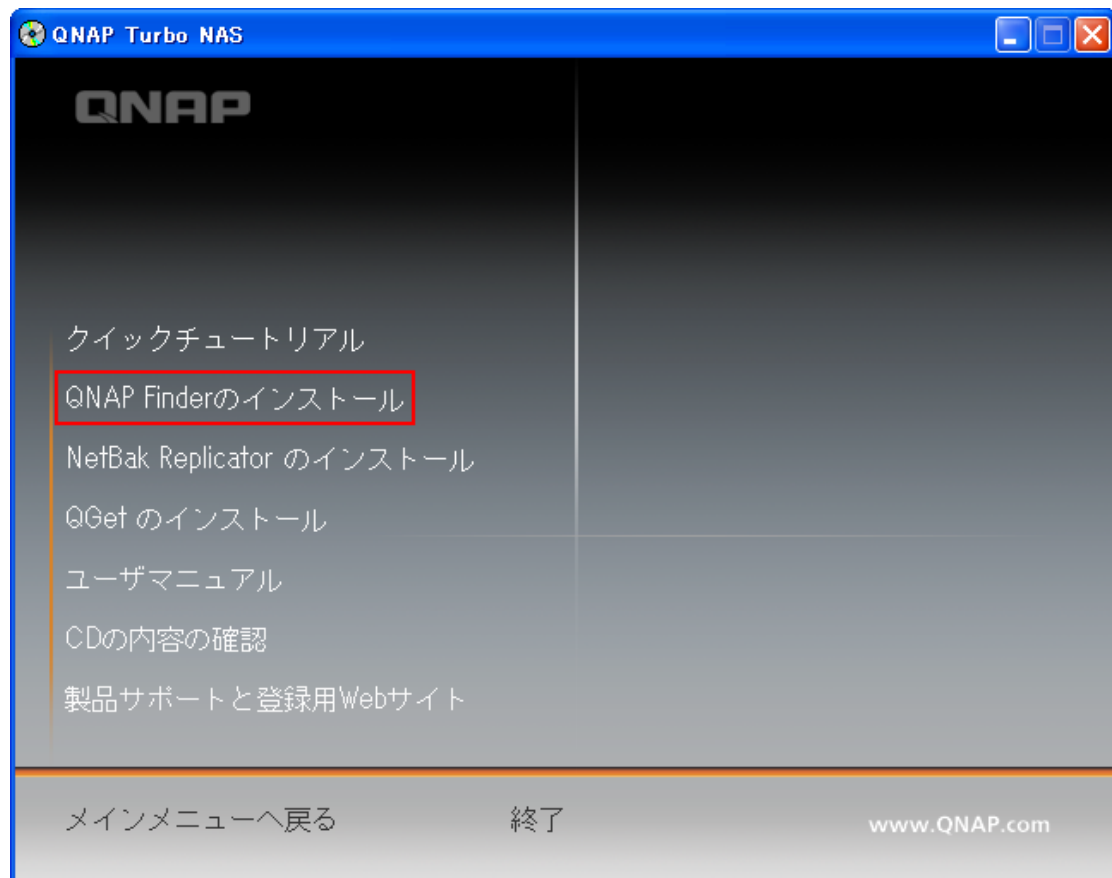 QNAP Turbo NAS
QNAP
クイックチュートリアル
QNAP Finderのインストール
NetBak Replicator のインストール
QGet のインストール
ユーザマニュアル
CDの内容の確認
製品サポートと登録用Webサイト
メインメニューへ戻る 終了 www.QNAP.com